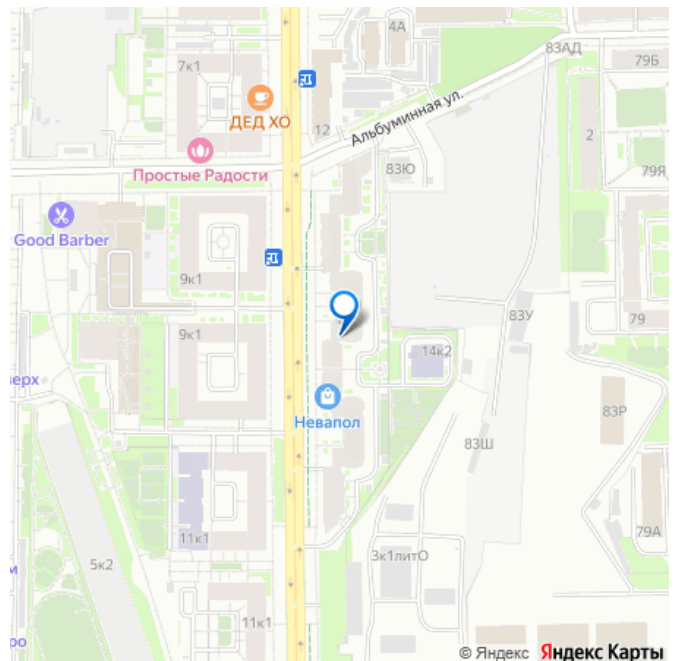 4А
83АД
79Б
7к1
ДЕД ХО
12
Альбуминная ул.
2
Простые Радости
83Ю
79Я
Good Barber
9к1
83У
79
9к1
14к2
ерх
Невапол
83Р
83Ш
11к1
79А
3к1литО
5к2
м
11к1
ро
© Яндекс Яндекс Карты